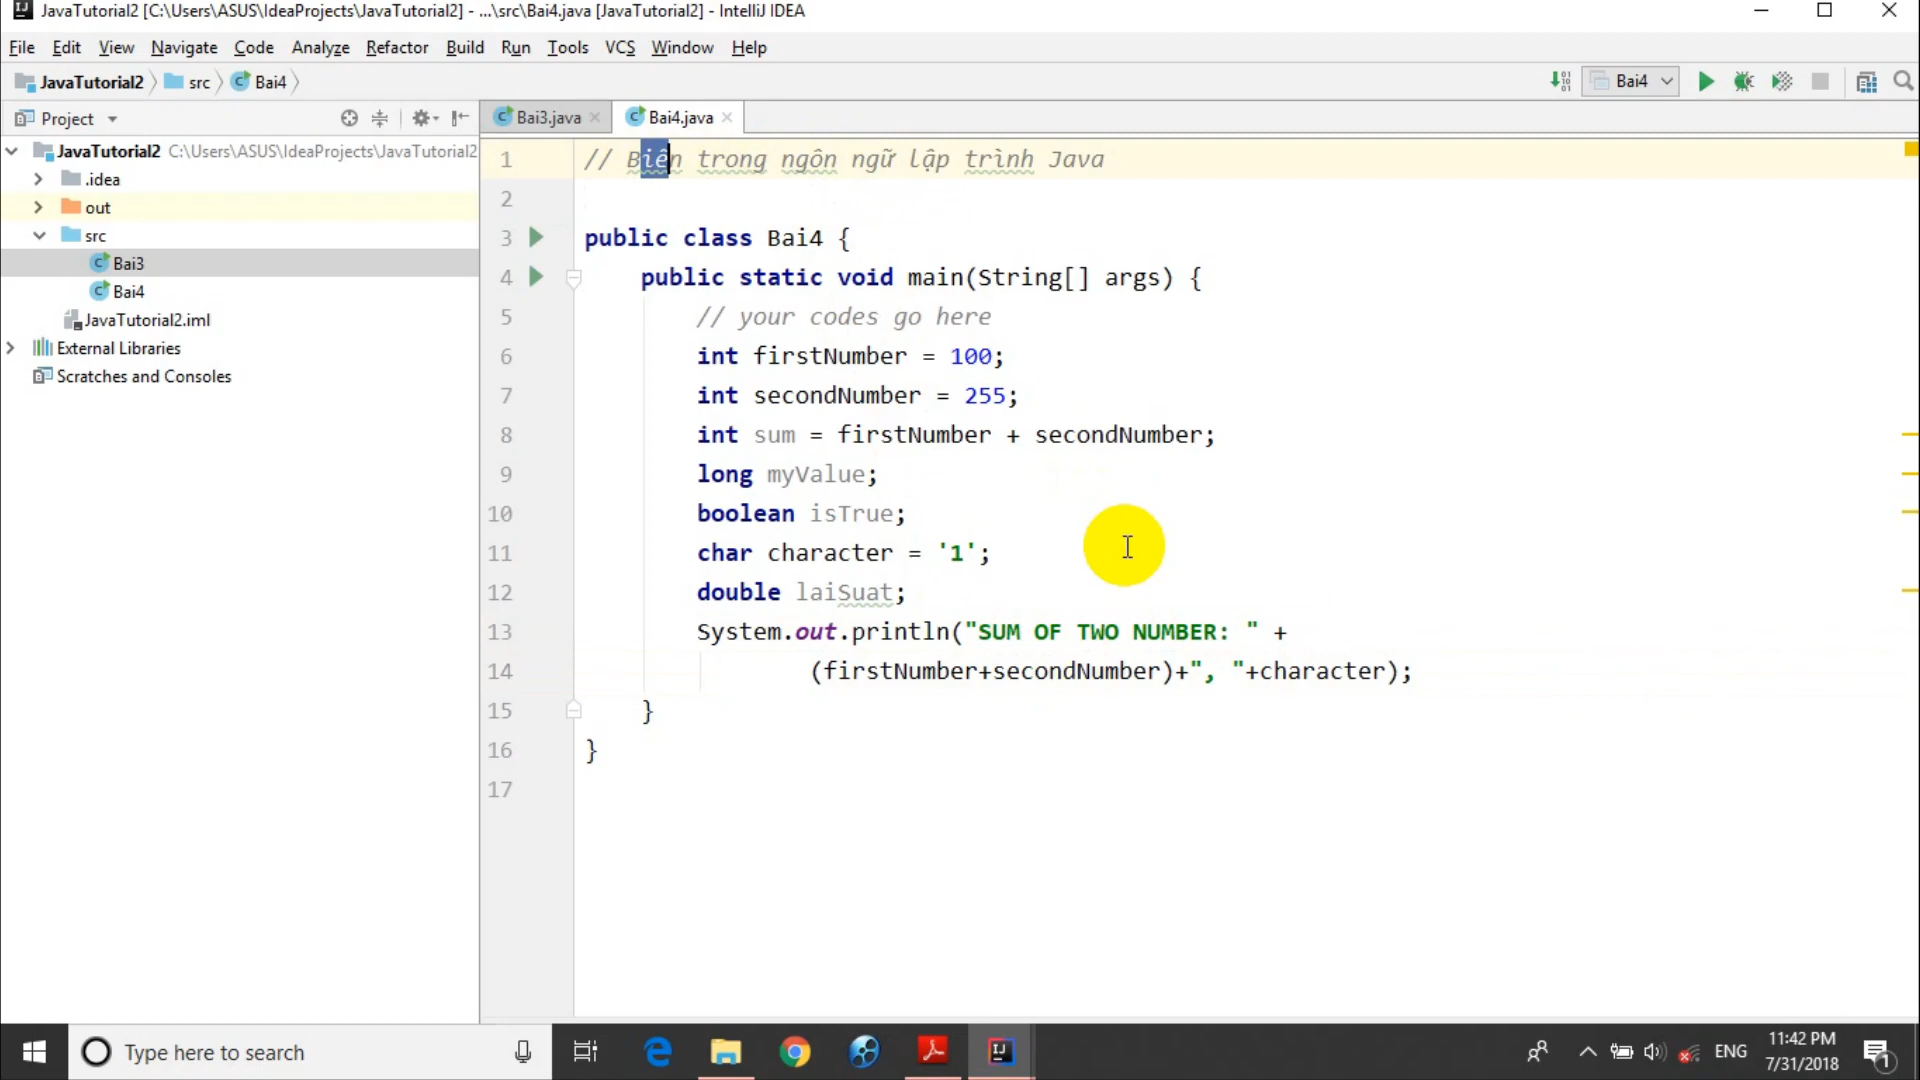 JavaTutorial2 [C:\Users\ASUS\IdeaProjects\JavaTutorial2] - ...\src\Bai4.java [JavaTutorial2] - IntelliJ IDEA
File Edit View Navigate Code Analyze Refactor Build Run Tools VCS Window Help
JavaTutorial2 src Bai4 Bai4
Project Bai3.java Bai4.java
JavaTutorial2 C:\Users\ASUS\IdeaProjects\JavaTutorial2
.idea
out
src
Bai3
Bai4
JavaTutorial2.iml
External Libraries
Scratches and Consoles
1 // Biến trong ngôn ngữ lập trình Java
2
3 public class Bai4 {
4 public static void main(String[] args) {
5 // your codes go here
6 int firstNumber = 100;
7 int secondNumber = 255;
8 int sum = firstNumber + secondNumber;
9 long myValue;
10 boolean isTrue;
11 char character = '1';
12 double laiSuat;
13 System.out.println("SUM OF TWO NUMBER: " +
14 (firstNumber+secondNumber)+", "+character);
15 }
16 }
17
Type here to search
ENG
11:42 PM
7/31/2018
1